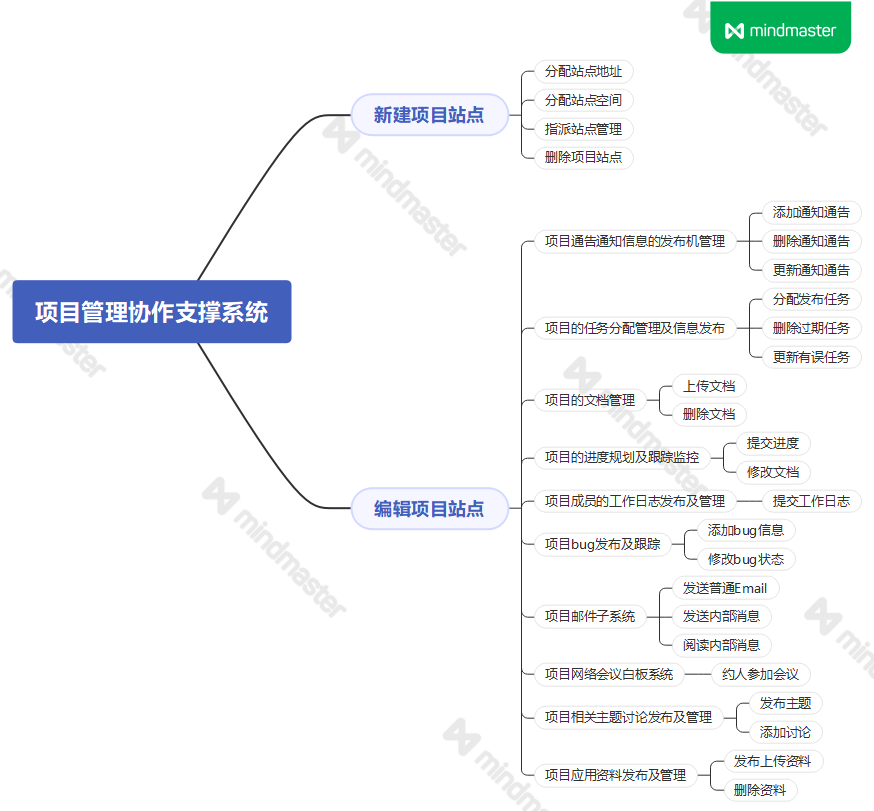 mindmaster
项目管理协作支撑系统
新建项目站点
分配站点地址
分配站点空间
指派站点管理
删除项目站点
编辑项目站点
项目通告通知信息的发布机管理
添加通知通告
删除通知通告
更新通知通告
项目的任务分配管理及信息发布
分配发布任务
删除过期任务
更新有误任务
项目的文档管理
上传文档
删除文档
项目的进度规划及跟踪监控
提交进度
修改文档
项目成员的工作日志发布及管理
提交工作日志
项目bug发布及跟踪
添加bug信息
修改bug状态
项目邮件子系统
发送普通Email
发送内部消息
阅读内部消息
项目网络会议白板系统
约人参加会议
项目相关主题讨论发布及管理
发布主题
添加讨论
项目应用资料发布及管理
发布上传资料
删除资料
mindmaster
mindmaster
mindmaster
mindmaster